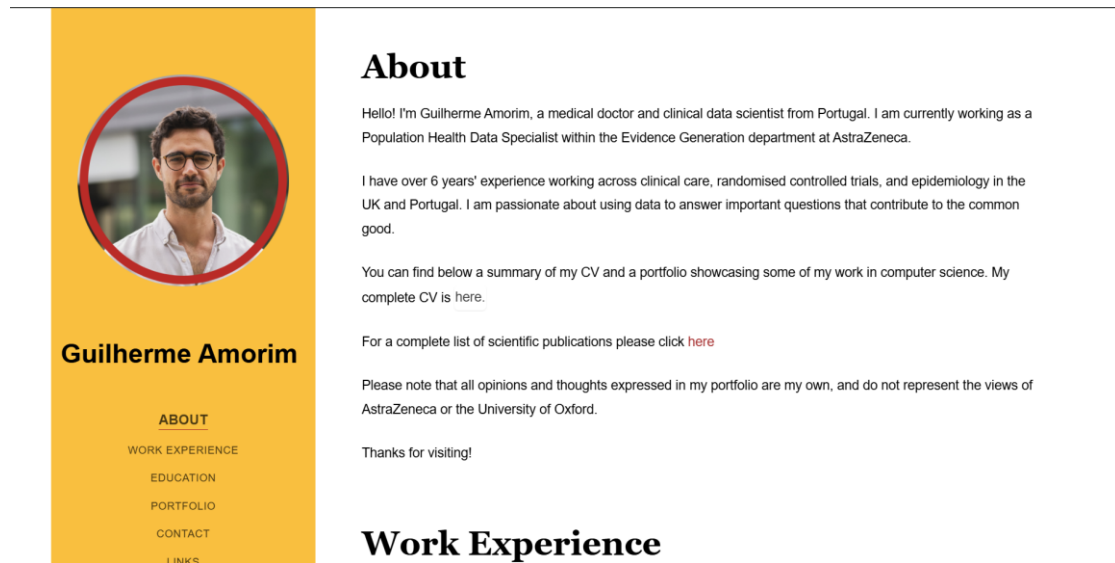 Guilherme Amorim
ABOUT
WORK EXPERIENCE
EDUCATION
PORTFOLIO
CONTACT
LINKS
About
Hello! I'm Guilherme Amorim, a medical doctor and clinical data scientist from Portugal. I am currently working as a
Population Health Data Specialist within the Evidence Generation department at AstraZeneca.
I have over 6 years' experience working across clinical care, randomised controlled trials, and epidemiology in the
UK and Portugal. I am passionate about using data to answer important questions that contribute to the common
good.
You can find below a summary of my CV and a portfolio showcasing some of my work in computer science. My
complete CV is here.
For a complete list of scientific publications please click here
Please note that all opinions and thoughts expressed in my portfolio are my own, and do not represent the views of
AstraZeneca or the University of Oxford.
Thanks for visiting!
Work Experience